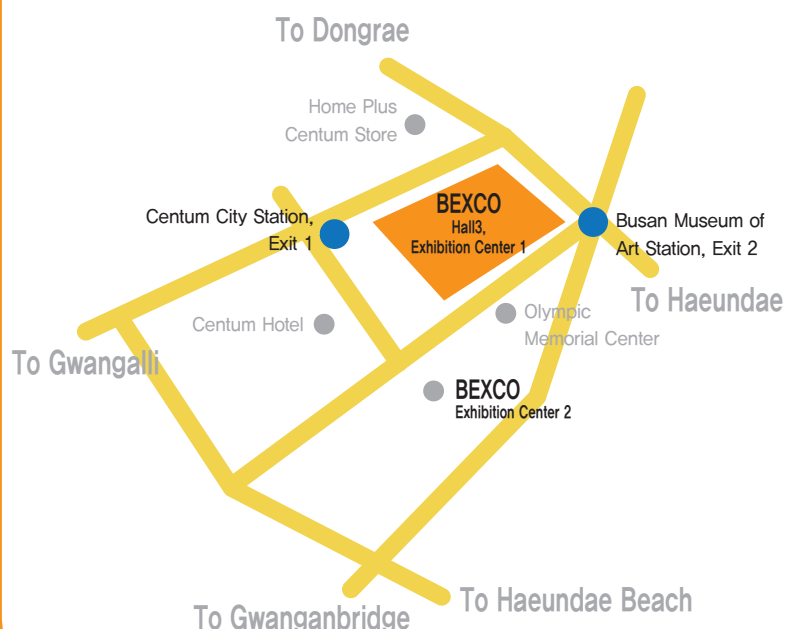 To Dongrae
Home Plus
Centum Store
Centum City Station,
Exit 1
BEXCO
Hall3,
Exhibition Center 1
Busan Museum of
Art Station, Exit 2
To Haeundae
Centum Hotel
Olympic
Memorial Center
To Gwangalli
BEXCO
Exhibition Center 2
To Haeundae Beach
To Gwanganbridge